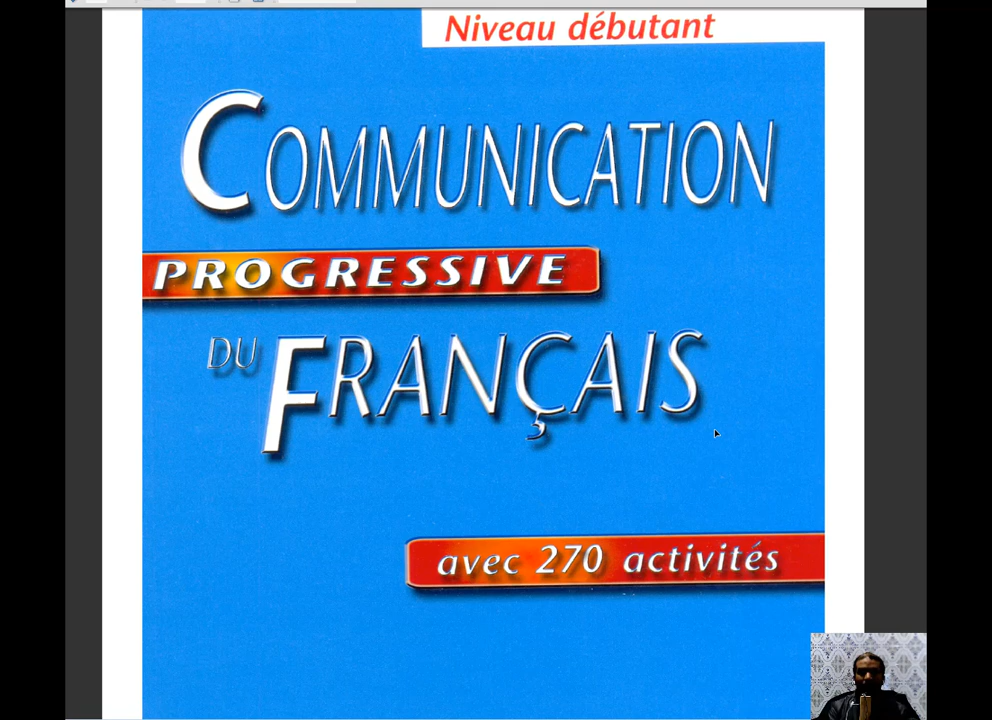 Niveau débutant
COMMUNICATION
PROGRESSIVE
DU FRANÇAIS
avec 270 activités